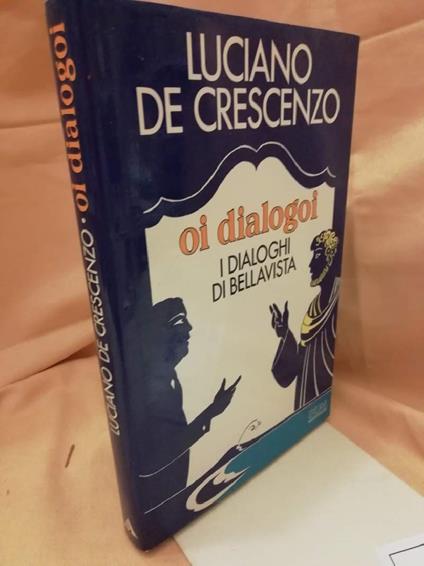 LUCIANO
DE CRESCENZO
oi dialogoi
I DIALOGHI
DI BELLAVISTA
LUCIANO DE CRESCENZO · oi dialogoi